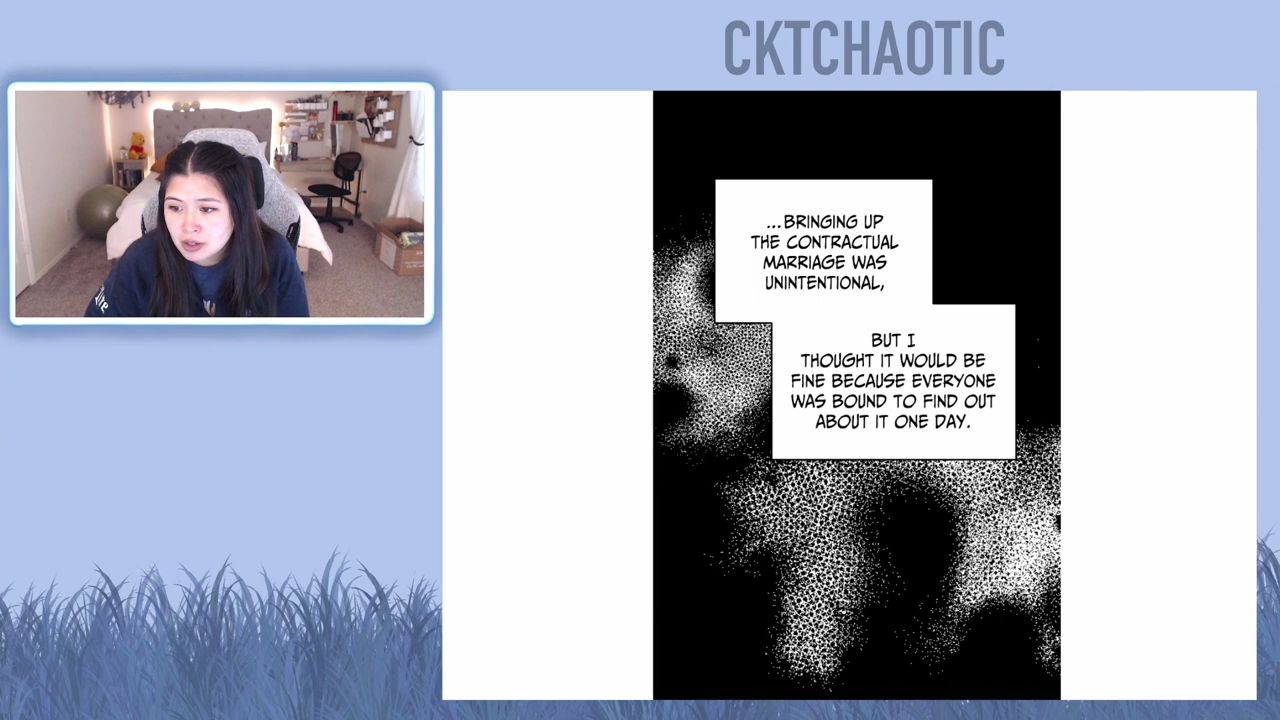 CKTCHAOTIC
...BRINGING UP
THE CONTRACTUAL
MARRIAGE WAS
UNINTENTIONAL,
BUT I
THOUGHT IT WOULD BE
FINE BECAUSE EVERYONE
WAS BOUND TO FIND OUT
ABOUT IT ONE DAY.